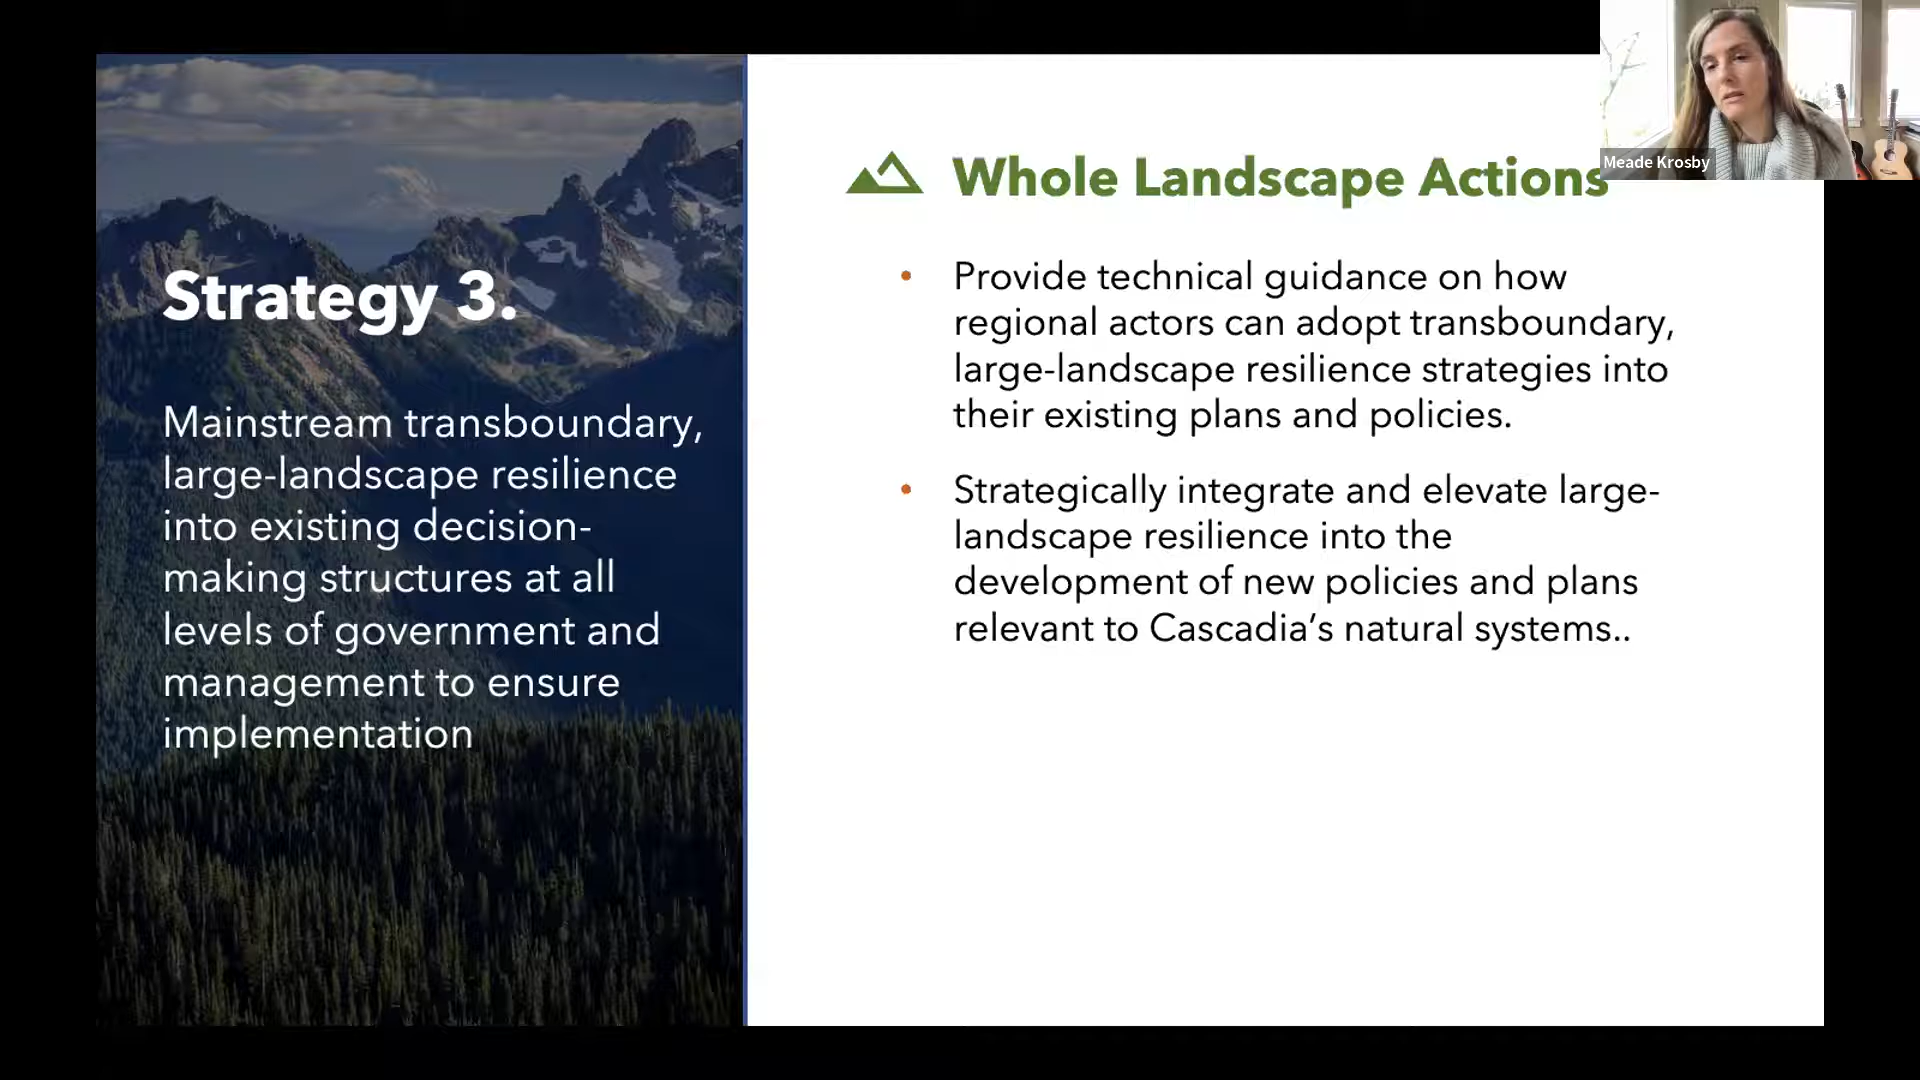 Strategy 3.
Mainstream transboundary,
large-landscape resilience
into existing decision-
making structures at all
levels of government and
management to ensure
implementation
Whole Landscape Actions
• Provide technical guidance on how
regional actors can adopt transboundary,
large-landscape resilience strategies into
their existing plans and policies.
• Strategically integrate and elevate large-
landscape resilience into the
development of new policies and plans
relevant to Cascadia’s natural systems..
Meade Krosby